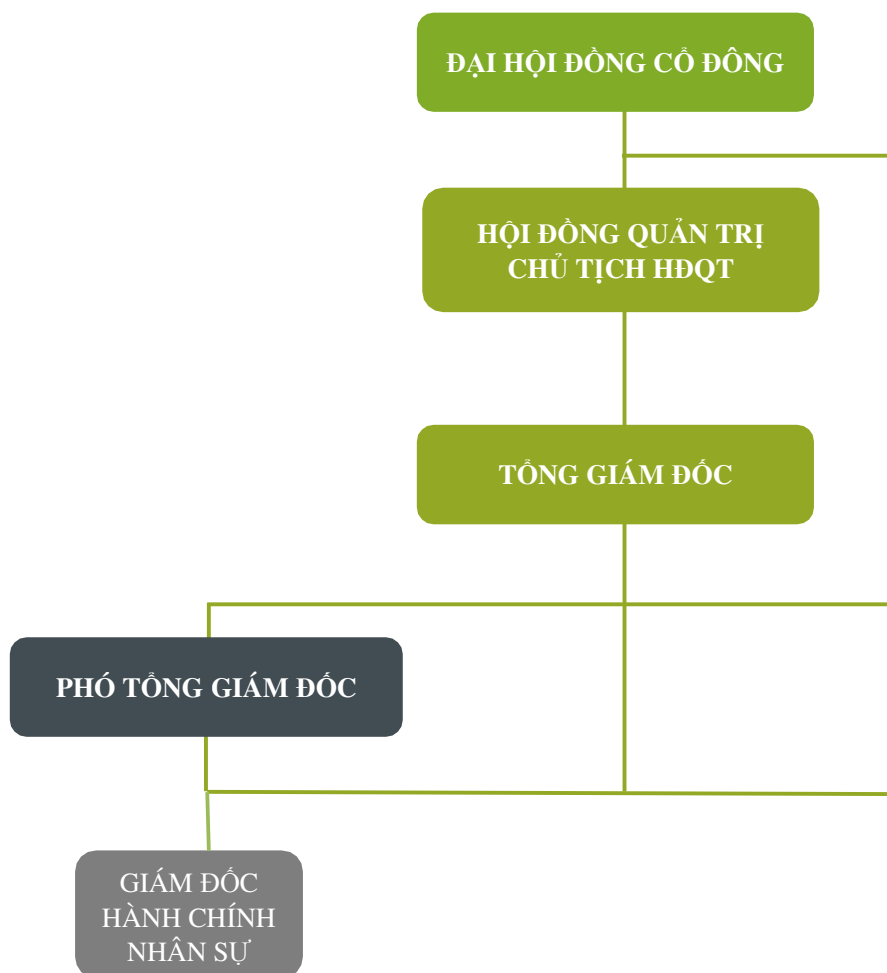 ĐẠI HỘI ĐỒNG CỔ ĐÔNG
HỘI ĐỒNG QUẢN TRỊ
CHỦ TỊCH HĐQT
TỔNG GIÁM ĐỐC
PHÓ TỔNG GIÁM ĐỐC
GIÁM ĐỐC
HÀNH CHÍNH
NHÂN SỰ